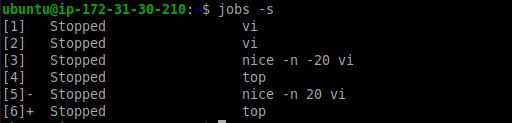 ubuntu@ip-172-31-30-210:~$ jobs -s
[1]   Stopped                 vi
[2]   Stopped                 vi
[3]   Stopped                 nice -n -20 vi
[4]   Stopped                 top
[5]-  Stopped                 nice -n 20 vi
[6]+  Stopped                 top